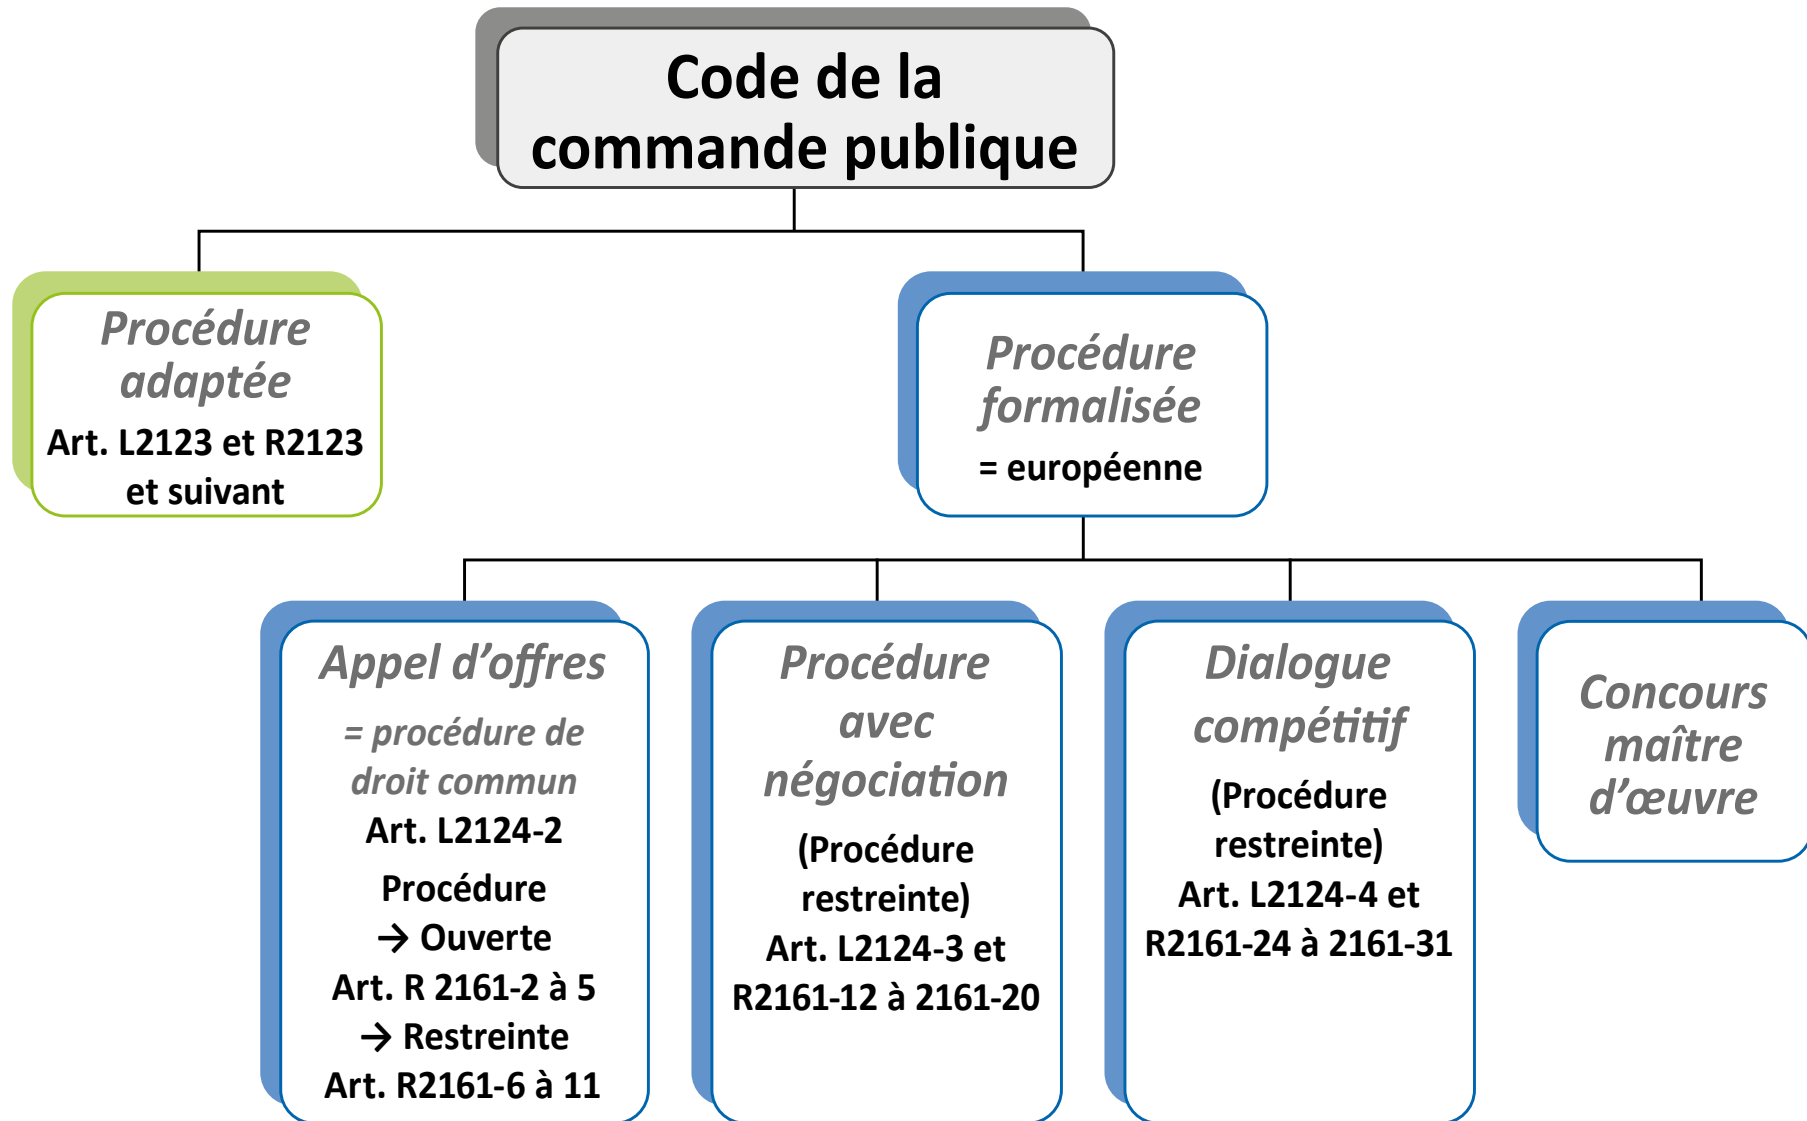 Code de la
commande publique
Procédure
adaptée
Art. L2123 et R2123
et suivant
Procédure
formalisée
= européenne
Appel d’offres
= procédure de
droit commun
Art. L2124-2
Procédure
→ Ouverte
Art. R 2161-2 à 5
→ Restreinte
Art. R2161-6 à 11
Procédure
avec
négociation
(Procédure
restreinte)
Art. L2124-3 et
R2161-12 à 2161-20
Dialogue
compétitif
(Procédure
restreinte)
Art. L2124-4 et
R2161-24 à 2161-31
Concours
maître
d’œuvre